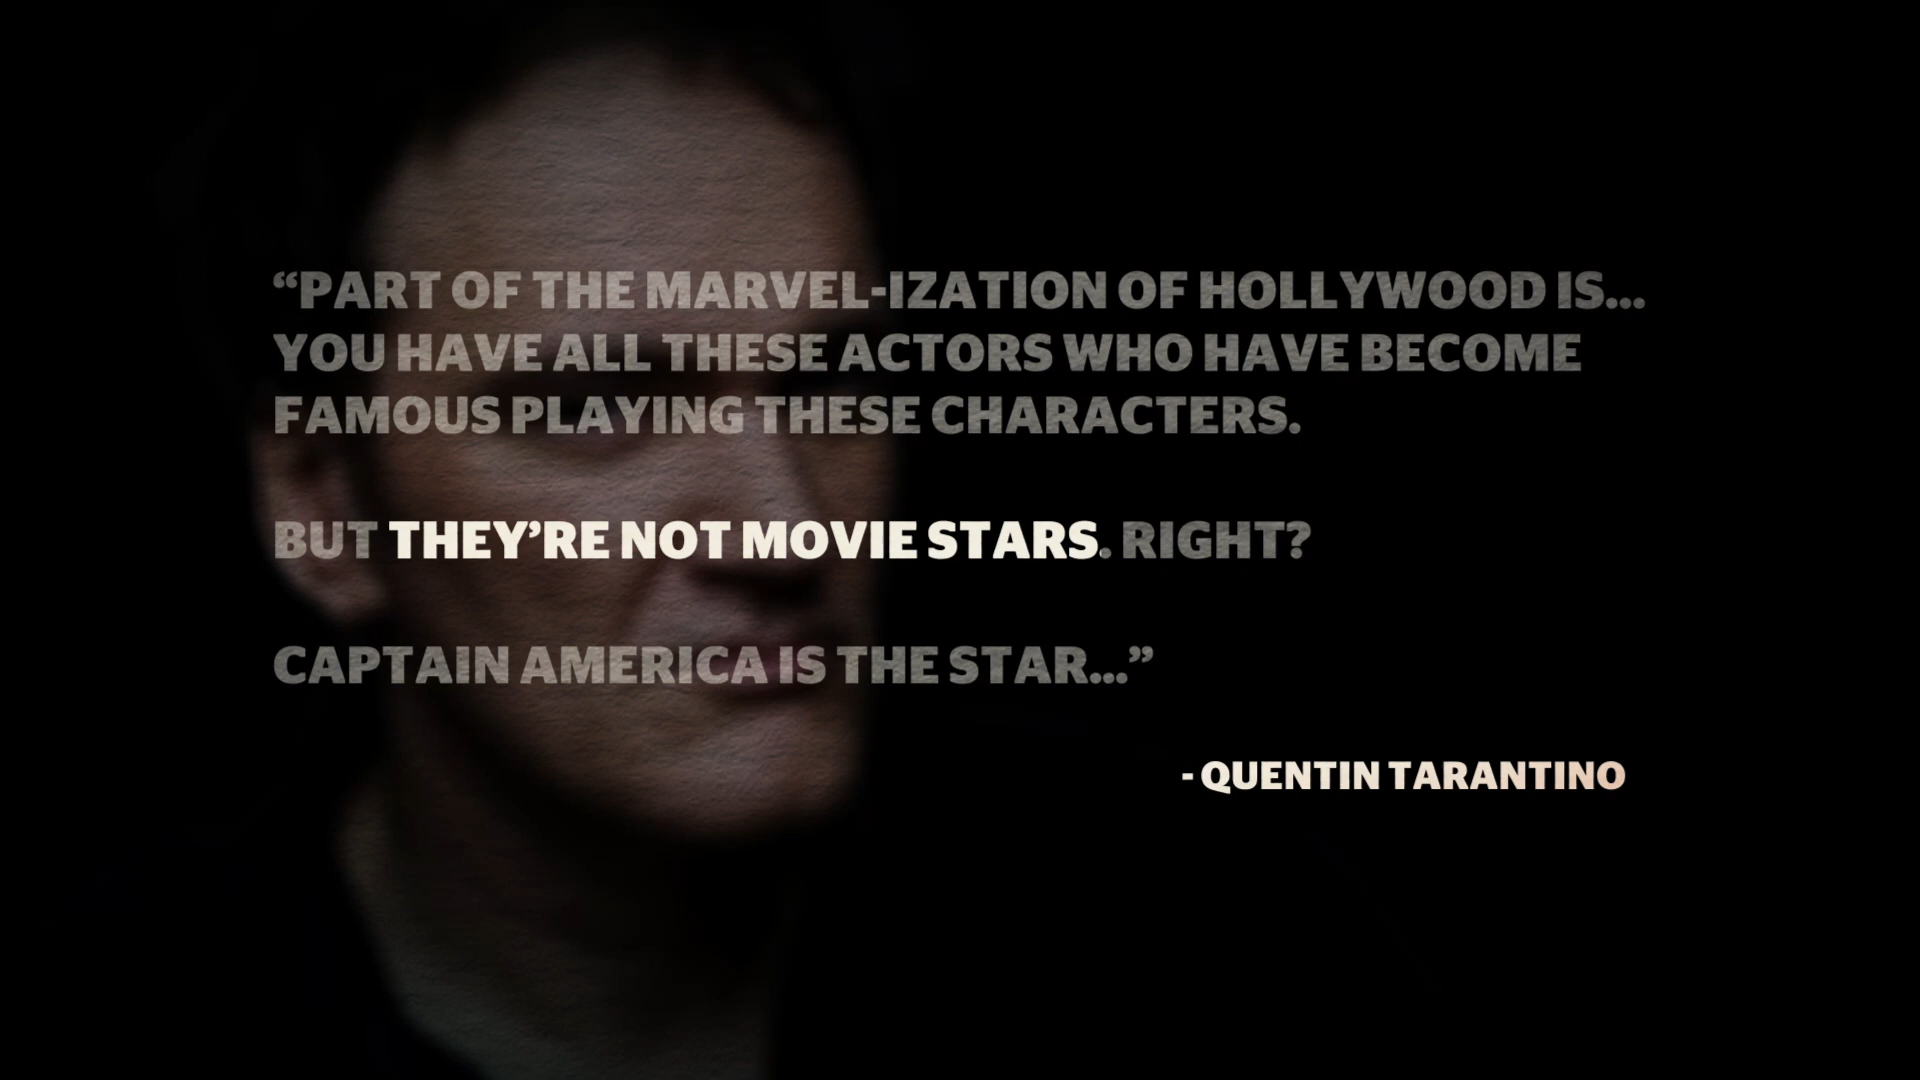 “PART OF THE MARVEL-IZATION OF HOLLYWOOD IS...
YOU HAVE ALL THESE ACTORS WHO HAVE BECOME
FAMOUS PLAYING THESE CHARACTERS.
BUT THEY’RE NOT MOVIE STARS. RIGHT?
CAPTAIN AMERICA IS THE STAR...”
- QUENTIN TARANTINO